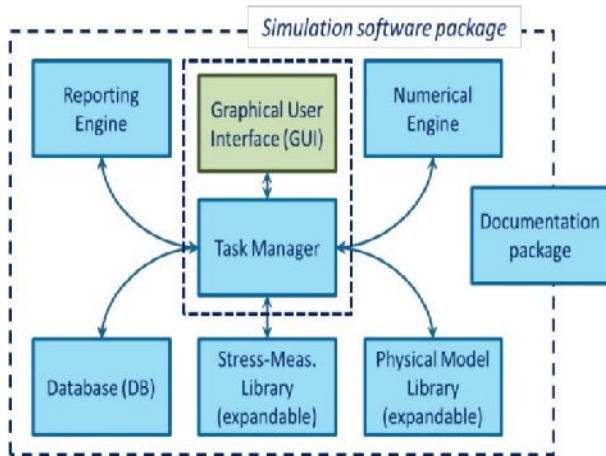 Simulation software package
Reporting
Engine
Graphical User
Interface (GUI)
Numerical
Engine
Task Manager
Documentation
package
Database (DB)
Stress-Meas.
Library
(expandable)
Physical Model
Library
(expandable)